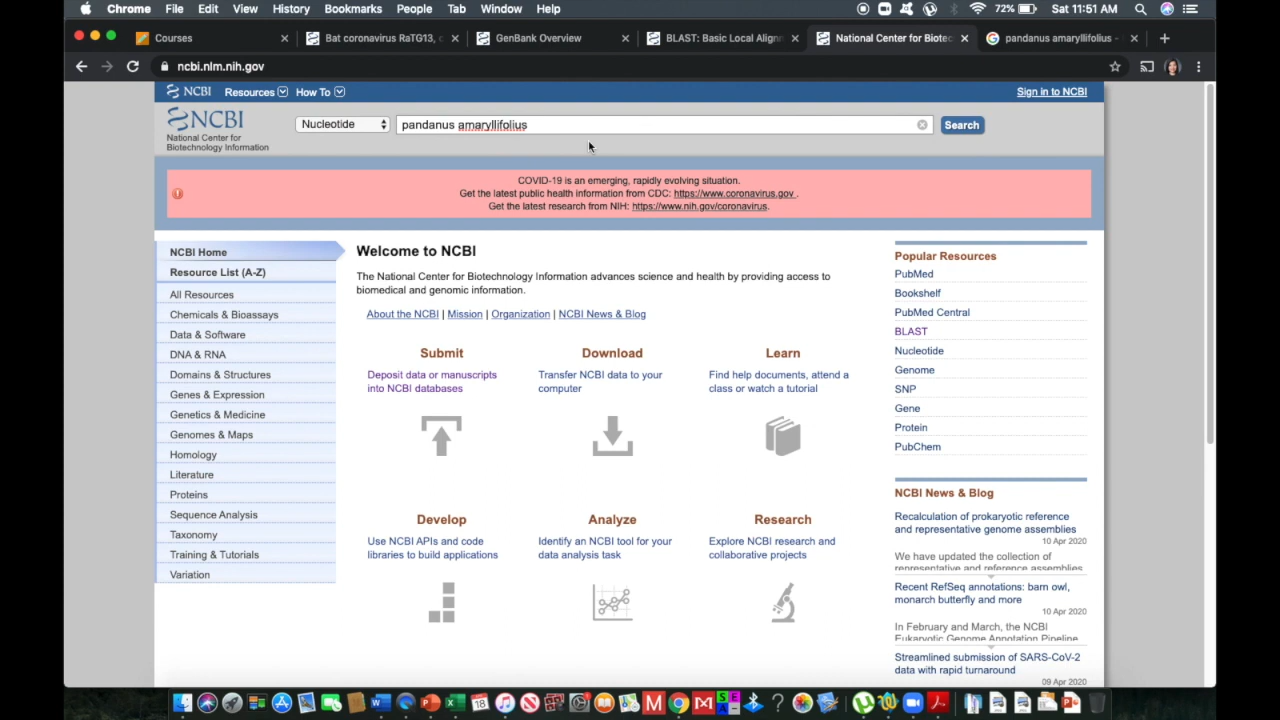 Chrome File Edit View History Bookmarks People Tab Window Help 72% Sat 11:51 AM
Courses Bat coronavirus RaTG13, GenBank Overview BLAST: Basic Local Alignm National Center for Biotec pandanus amaryllifolius -
ncbi.nlm.nih.gov
NCBI Resources How To Sign in to NCBI
NCBI
National Center for
Biotechnology Information
Nucleotide pandanus amaryllifolius Search
COVID-19 is an emerging, rapidly evolving situation.
Get the latest public health information from CDC: https://www.coronavirus.gov .
Get the latest research from NIH: https://www.nih.gov/coronavirus.
NCBI Home
Resource List (A-Z)
All Resources
Chemicals & Bioassays
Data & Software
DNA & RNA
Domains & Structures
Genes & Expression
Genetics & Medicine
Genomes & Maps
Homology
Literature
Proteins
Sequence Analysis
Taxonomy
Training & Tutorials
Variation
Welcome to NCBI
The National Center for Biotechnology Information advances science and health by providing access to
biomedical and genomic information.
About the NCBI | Mission | Organization | NCBI News & Blog
Submit
Deposit data or manuscripts
into NCBI databases
Download
Transfer NCBI data to your
computer
Learn
Find help documents, attend a
class or watch a tutorial
Develop
Use NCBI APIs and code
libraries to build applications
Analyze
Identify an NCBI tool for your
data analysis task
Research
Explore NCBI research and
collaborative projects
Popular Resources
PubMed
Bookshelf
PubMed Central
BLAST
Nucleotide
Genome
SNP
Gene
Protein
PubChem
NCBI News & Blog
Recalculation of prokaryotic reference
and representative genome assemblies
10 Apr 2020
We have updated the collection of
representative and reference assemblies
Recent RefSeq annotations: barn owl,
monarch butterfly and more
10 Apr 2020
In February and March, the NCBI
Eukaryotic Genome Annotation Pipeline
Streamlined submission of SARS-CoV-2
data with rapid turnaround
09 Apr 2020